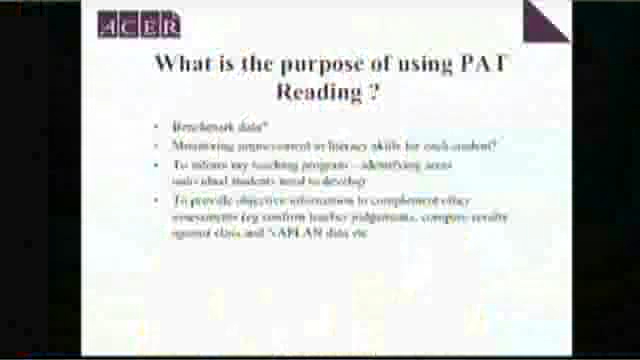 ACER
What is the purpose of using PAT
Reading ?
• Benchmark data?
• Monitoring improvement in literacy skills for each student?
• To inform my teaching program – identifying areas
individual students need to develop
• To provide objective information to complement other
assessments (eg confirm teacher judgements, compare results
against class and NAPLAN data etc